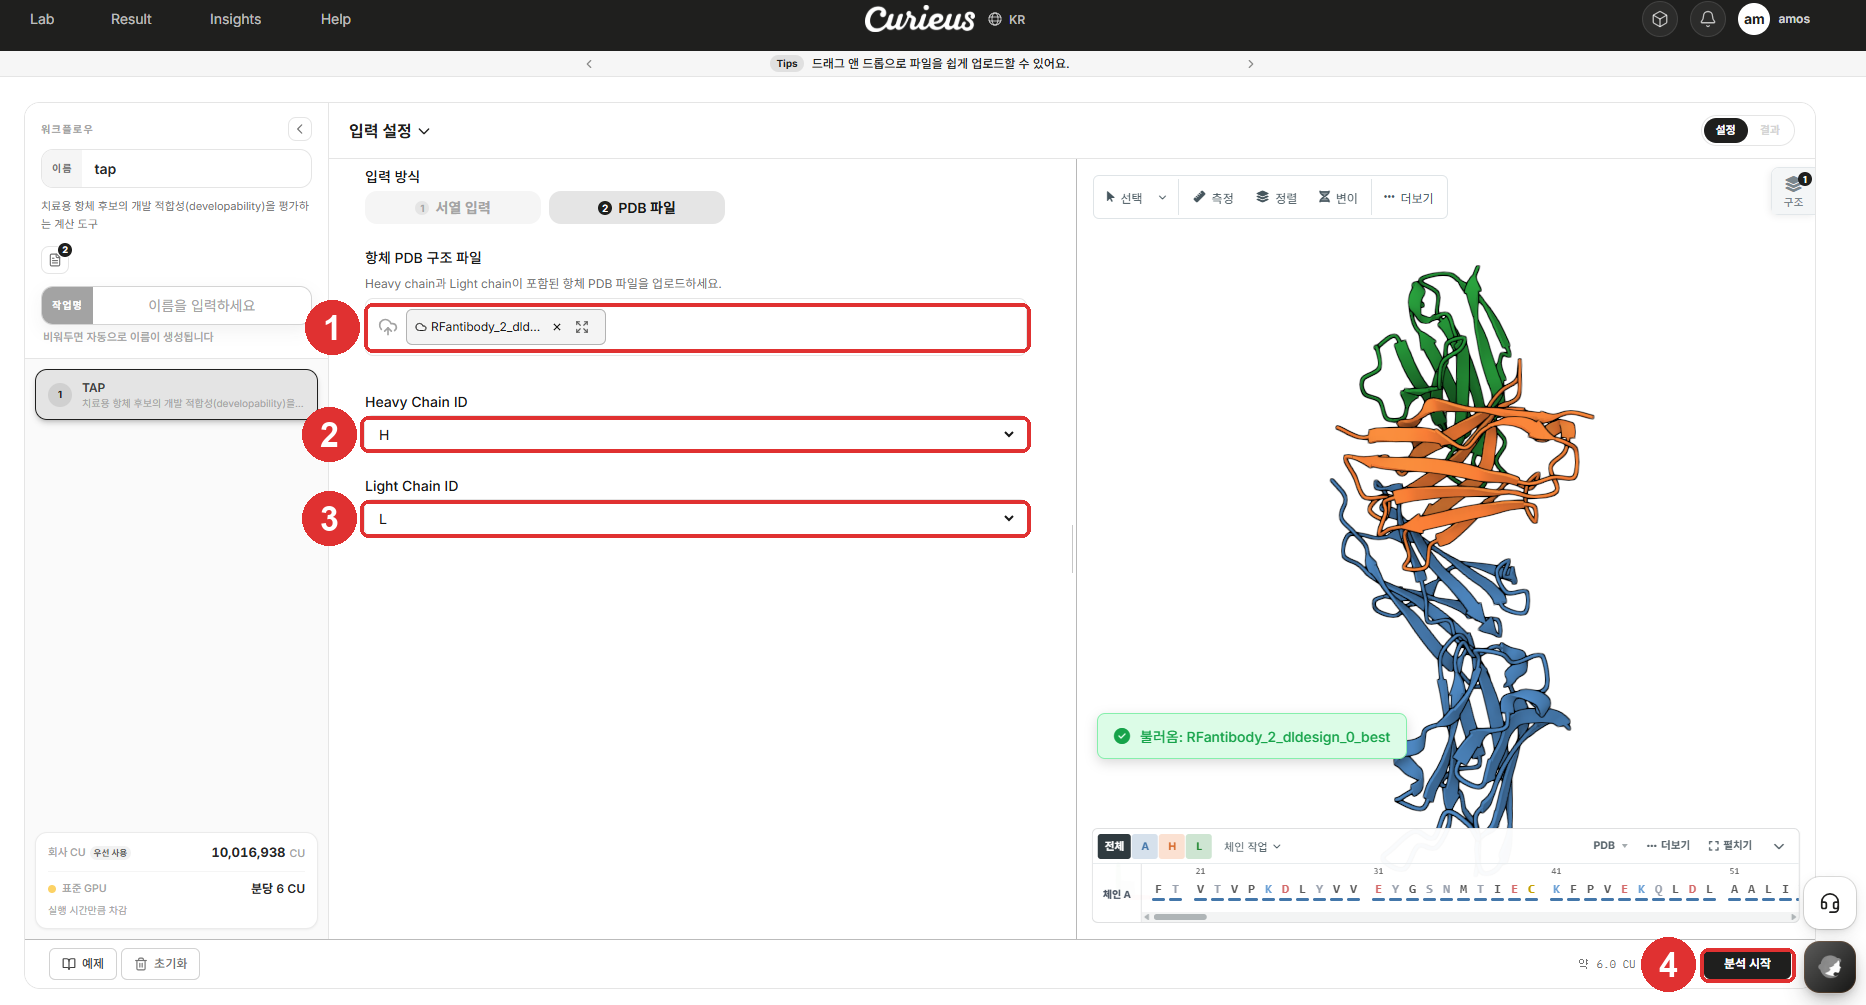 Lab
Result
Insights
Help
Curieus
KR
am
amos
Tips
드래그 앤 드롭으로 파일을 쉽게 업로드할 수 있어요.
워크플로우
이름
tap
치료용 항체 후보의 개발 적합성(developability)을 평가하
는 계산 도구
2
작업명
이름을 입력하세요
비워두면 자동으로 이름이 생성됩니다
1
TAP
치료용 항체 후보의 개발 적합성(developability)을...
회사 CU
우선 사용
10,016,938 CU
표준 GPU
분당 6 CU
실행 시간만큼 차감
예제
초기화
입력 설정
설정
결과
입력 방식
1 서열 입력
2 PDB 파일
항체 PDB 구조 파일
Heavy chain과 Light chain이 포함된 항체 PDB 파일을 업로드하세요.
1
RFantibody_2_dld...
Heavy Chain ID
2
H
Light Chain ID
3
L
선택
측정
정렬
변이
더보기
1
구조
불러옴: RFantibody_2_dldesign_0_best
전체
A
H
L
체인 작업
PDB
더보기
펼치기
21
31
41
51
체인 A
F T V T V P K D L Y V V E Y G S N M T I E C K F P V E K Q L D L A A L I
약 6.0 CU
4
분석 시작